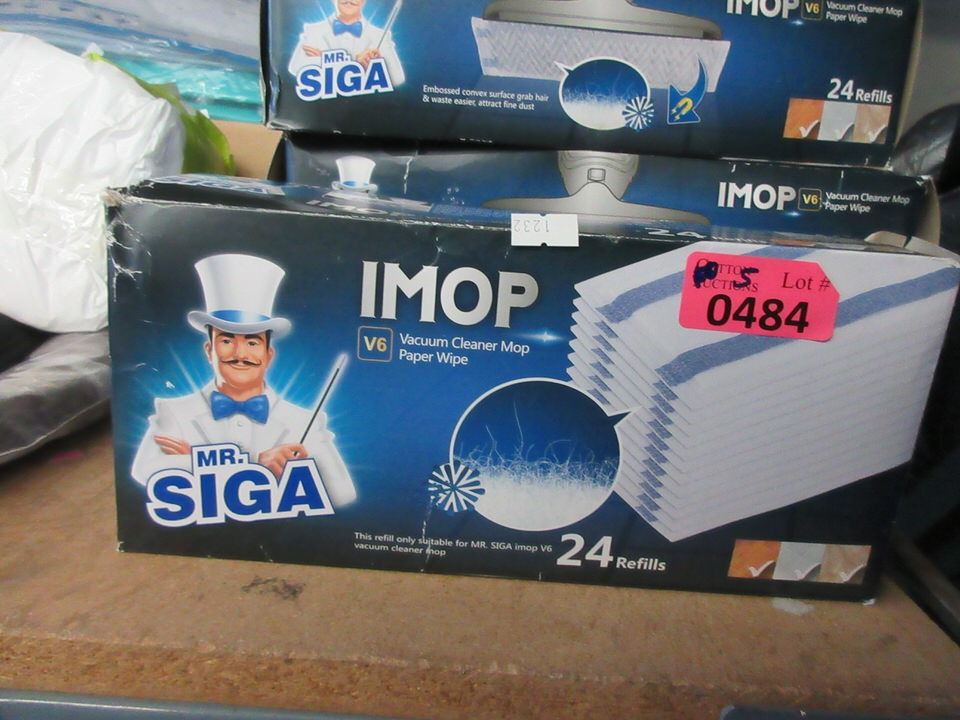 MR.
SIGA
Embossed convex surface grab hair
& waste easier, attract fine dust
IMOP V6 Vacuum Cleaner Mop
Paper Wipe
24 Refills
IMOP V6 Vacuum Cleaner Mop
Paper Wipe
1232
IMOP
V6 Vacuum Cleaner Mop
Paper Wipe
Lot #
0484
MR.
SIGA
This refill only suitable for MR. SIGA imop V6
vacuum cleaner mop
24 Refills